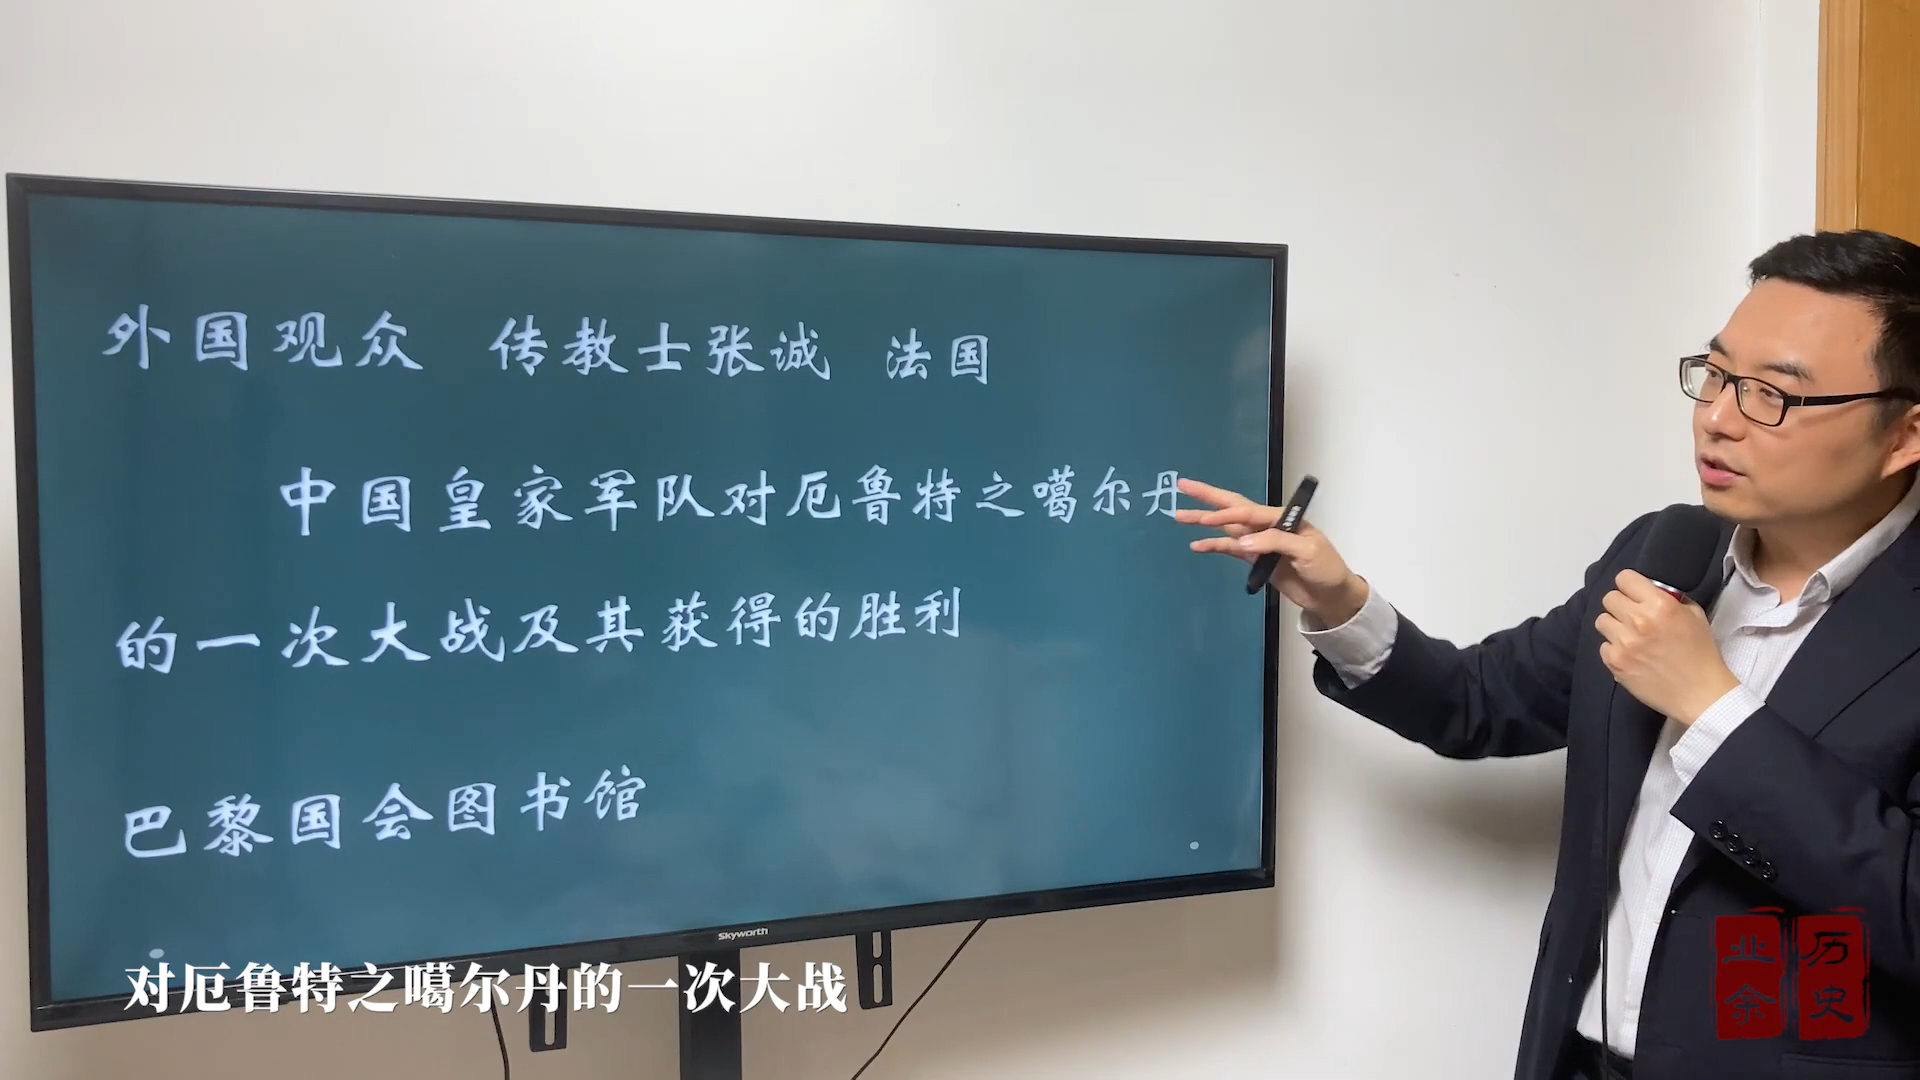 外国观众 传教士张诚 法国
中国皇家军队对厄鲁特之噶尔丹
的一次大战及其获得的胜利
巴黎国会图书馆
Skyworth
对厄鲁特之噶尔丹的一次大战
历史
业余